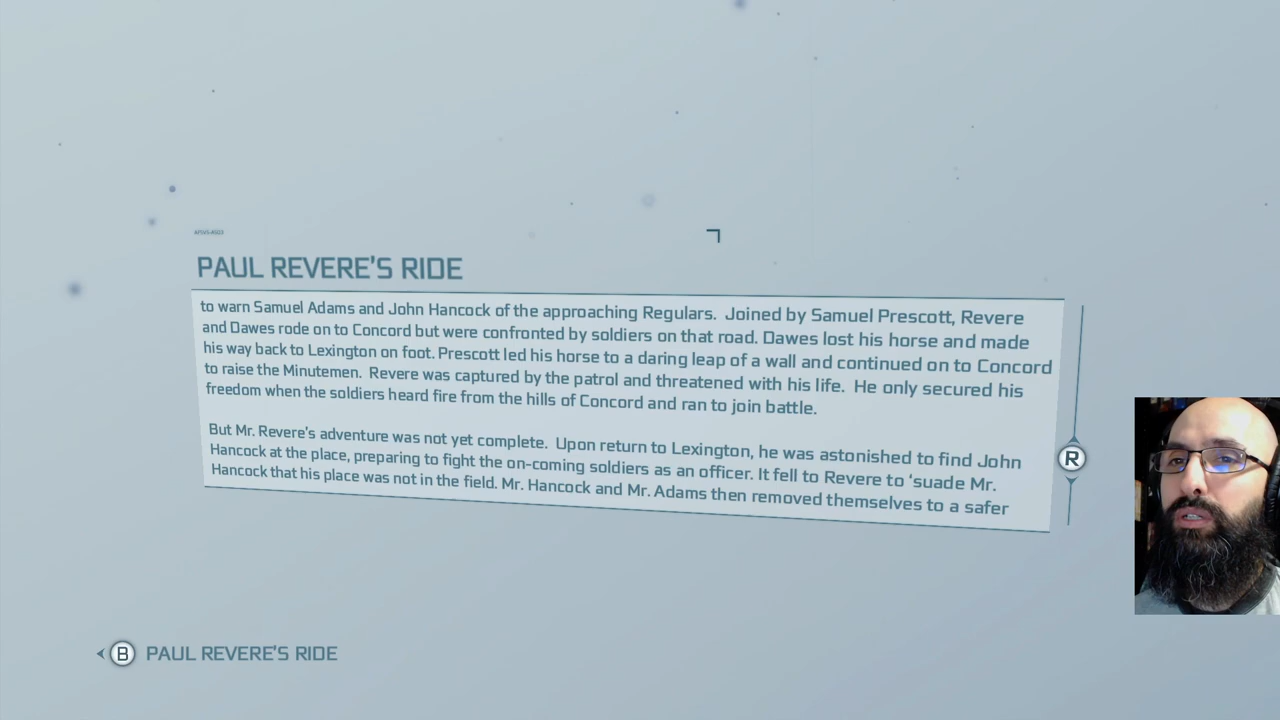 PAUL REVERE'S RIDE
to warn Samuel Adams and John Hancock of the approaching Regulars. Joined by Samuel Prescott, Revere
and Dawes rode on to Concord but were confronted by soldiers on that road. Dawes lost his horse and made
his way back to Lexington on foot. Prescott led his horse to a daring leap of a wall and continued on to Concord
to raise the Minutemen. Revere was captured by the patrol and threatened with his life. He only secured his
freedom when the soldiers heard fire from the hills of Concord and ran to join battle.
But Mr. Revere's adventure was not yet complete. Upon return to Lexington, he was astonished to find John
Hancock at the place, preparing to fight the on-coming soldiers as an officer. It fell to Revere to 'suade Mr.
Hancock that his place was not in the field. Mr. Hancock and Mr. Adams then removed themselves to a safer
R
B PAUL REVERE'S RIDE